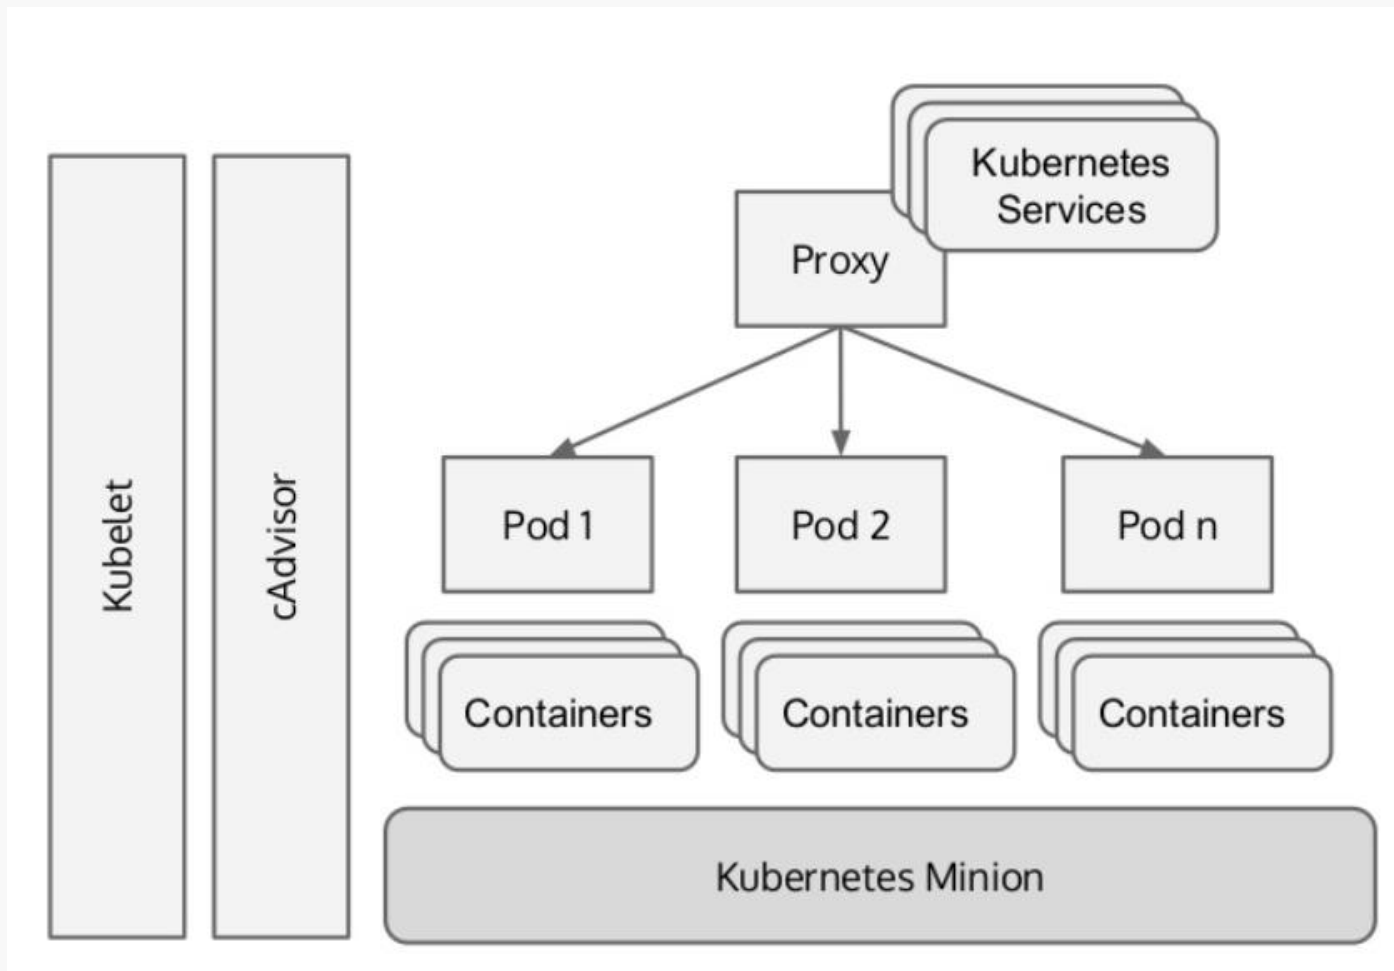 Kubernetes
Services
Proxy
Kubelet
cAdvisor
Pod 1
Pod 2
Pod n
Containers
Containers
Containers
Kubernetes Minion